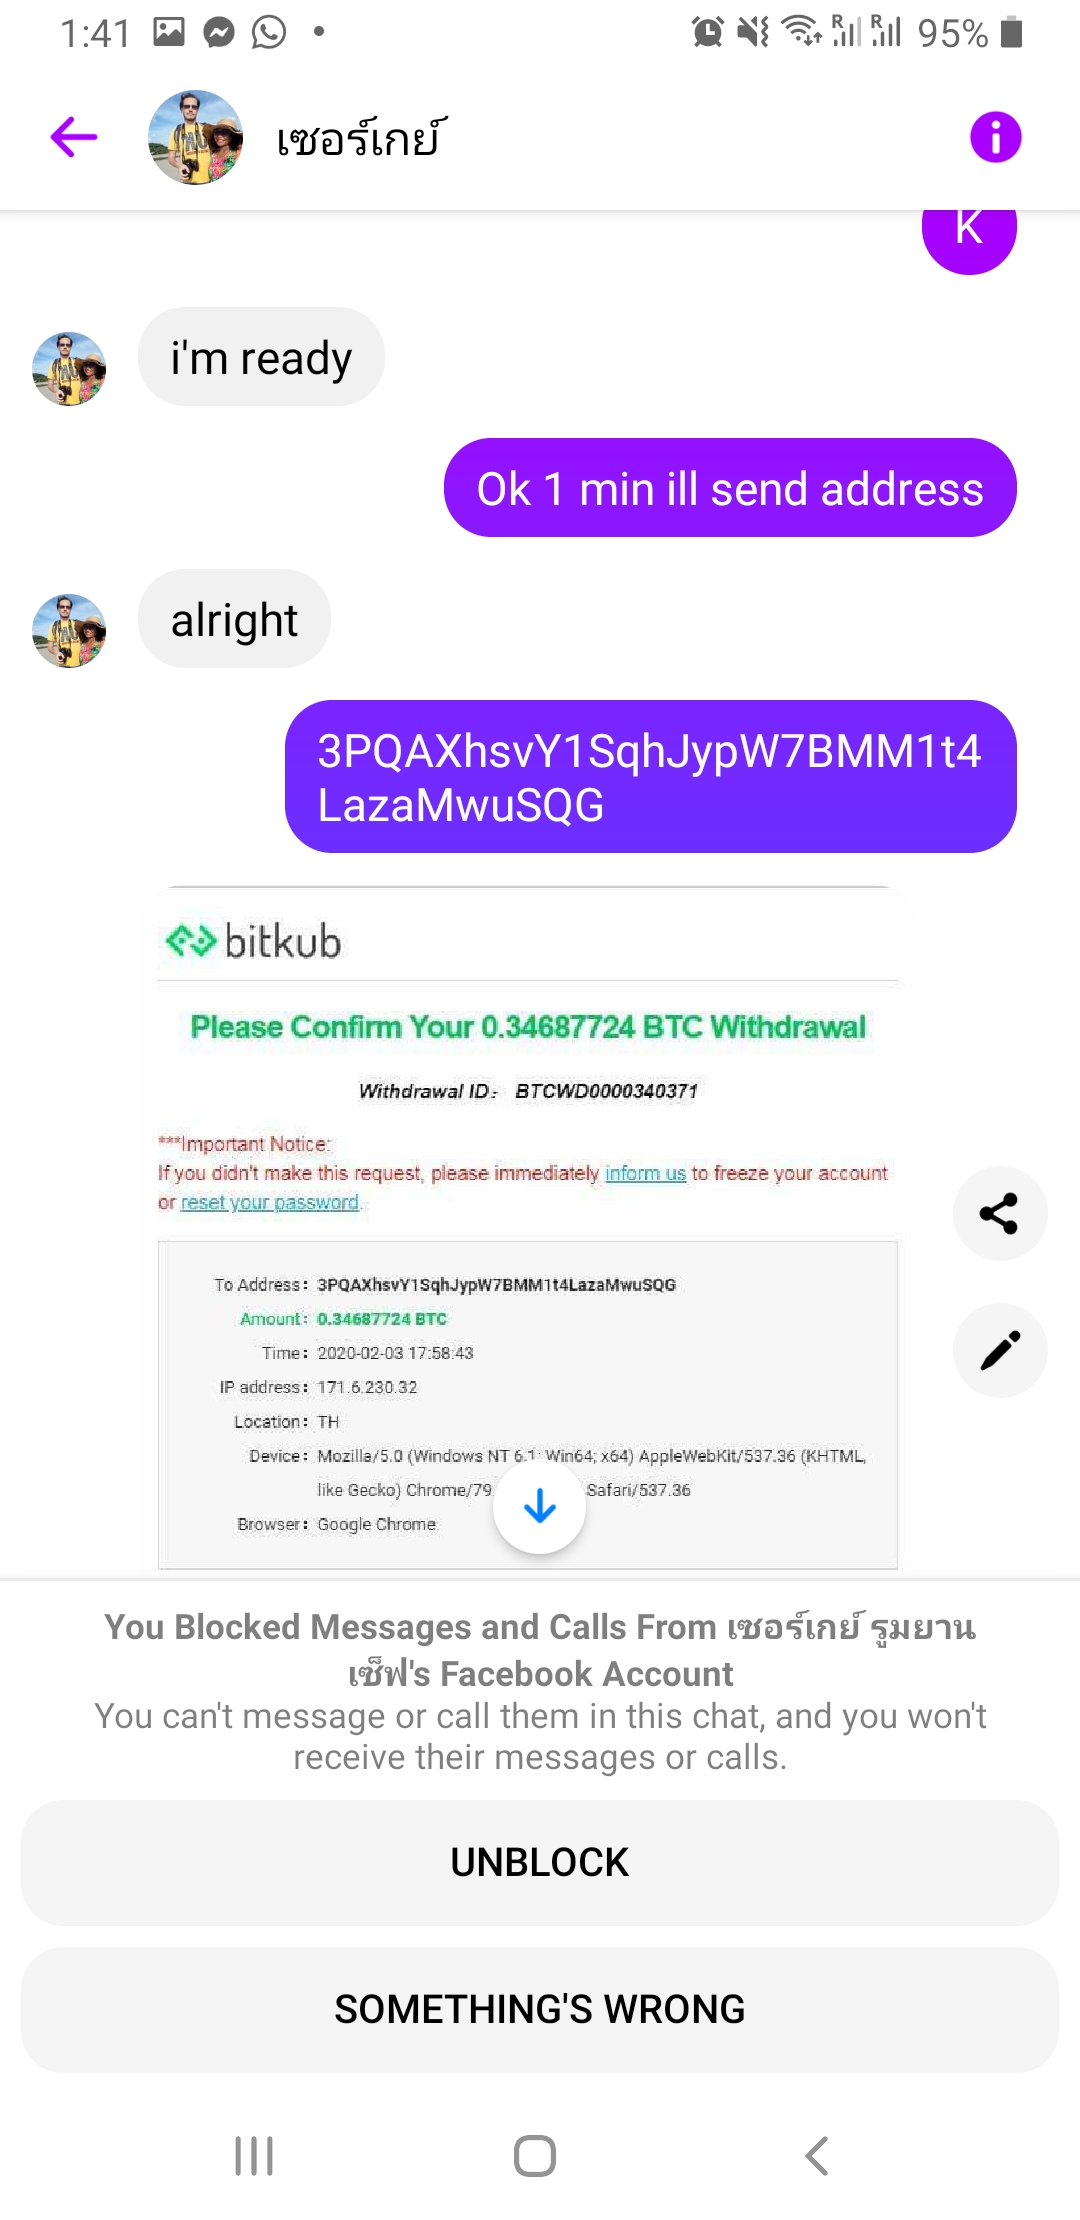 1:41
95%
เซอร์เกย์
K
i'm ready
Ok 1 min ill send address
alright
3PQAXhsvY1SqhJypW7BMM1t4
LazaMwuSQG
bitkub
Please Confirm Your 0.34687724 BTC Withdrawal
Withdrawal ID: BTCWD0000340371
***Important Notice:
If you didn't make this request, please immediately inform us to freeze your account
or reset your password.
To Address: 3PQAXhsvY1SqhJypW7BMM1t4LazaMwuSQG
Amount: 0.34687724 BTC
Time: 2020-02-03 17:58:43
IP address: 171.6.230.32
Location: TH
Device: Mozilla/5.0 (Windows NT 6.1; Win64; x64) AppleWebKit/537.36 (KHTML,
like Gecko) Chrome/79 Safari/537.36
Browser: Google Chrome
You Blocked Messages and Calls From เซอร์เกย์ รูมยาน
เซ็ฟ's Facebook Account
You can't message or call them in this chat, and you won't
receive their messages or calls.
UNBLOCK
SOMETHING'S WRONG